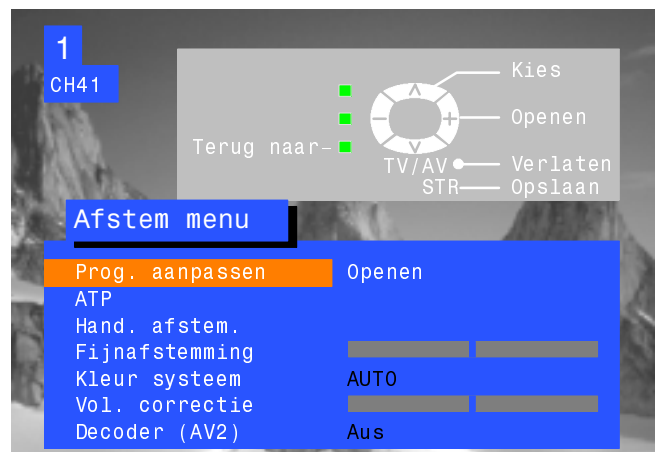 1
CH41
Kies
Openen
Terug naar
TV/AV Verlaten
STR Opslaan
Afstem menu
Prog. aanpassen Openen
ATP
Hand. afstem.
Fijnafstemming
Kleur systeem AUTO
Vol. correctie
Decoder (AV2) Aus